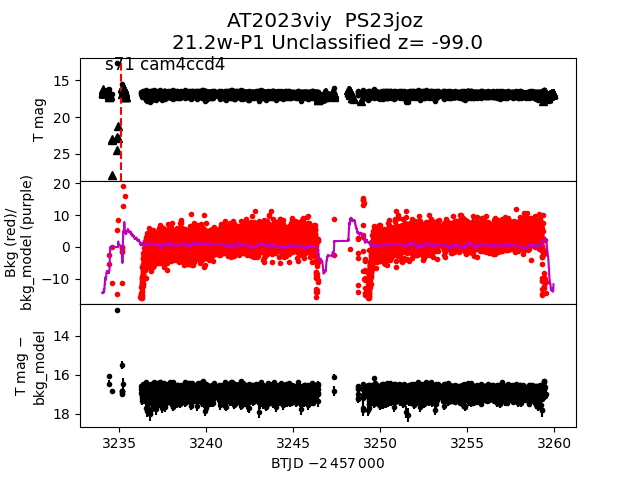 AT2023viy  PS23joz
21.2w-P1 Unclassified z= -99.0
s71 cam4ccd4
T mag
15
20
25
Bkg (red)/
bkg_model (purple)
20
10
0
−10
T mag −
bkg_model
14
16
18
3235 3240 3245 3250 3255 3260
BTJD −2 457 000